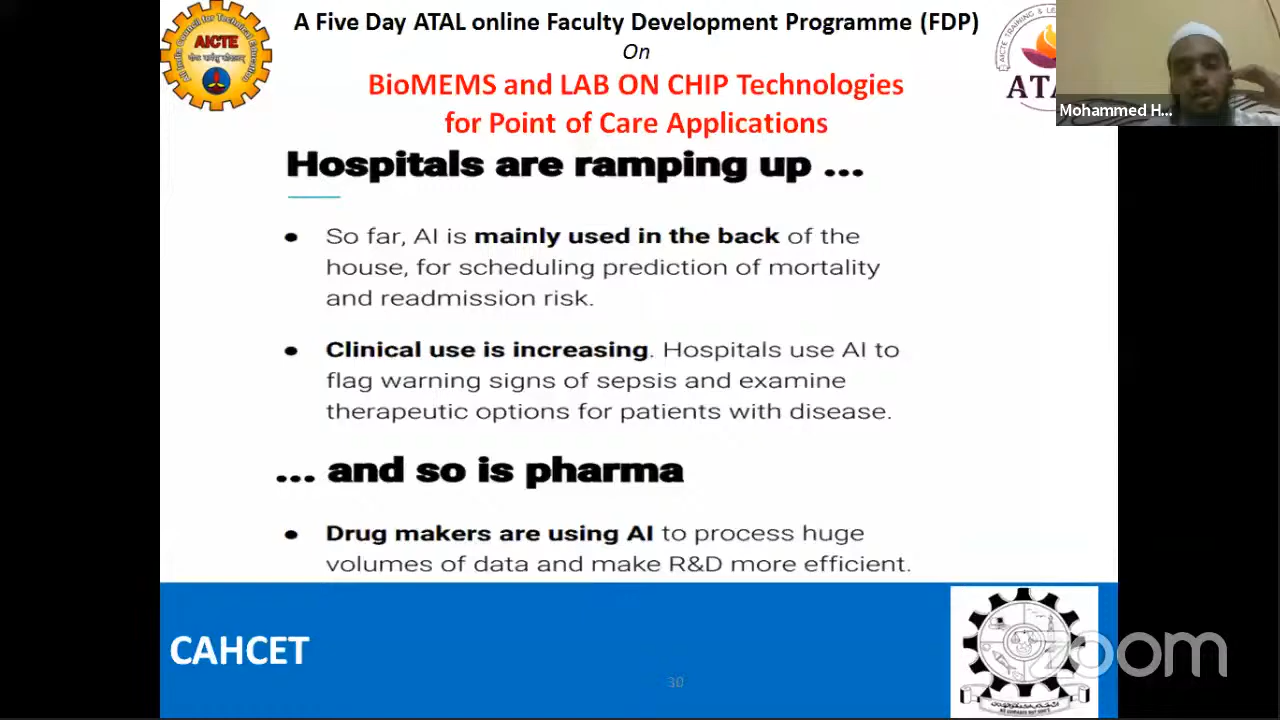 A Five Day ATAL online Faculty Development Programme (FDP)
On
BioMEMS and LAB ON CHIP Technologies
for Point of Care Applications
AICTE
ATA
Mohammed H...
Hospitals are ramping up ...
● So far, AI is mainly used in the back of the
house, for scheduling prediction of mortality
and readmission risk.
● Clinical use is increasing. Hospitals use AI to
flag warning signs of sepsis and examine
therapeutic options for patients with disease.
... and so is pharma
● Drug makers are using AI to process huge
volumes of data and make R&D more efficient.
CAHCET
30
zoom